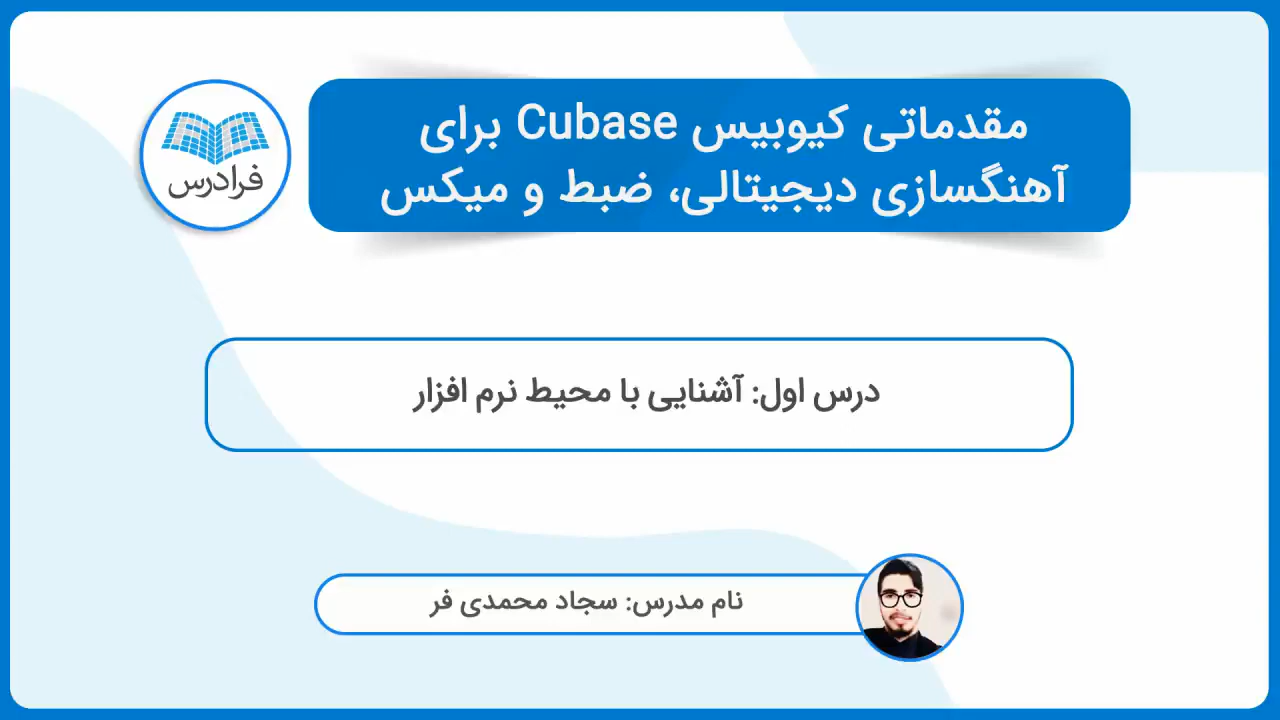 مقدماتی کیوبیس Cubase برای
آهنگسازی دیجیتالی، ضبط و میکس
فرادرس
درس اول: آشنایی با محیط نرم افزار
نام مدرس: سجاد محمدی فر